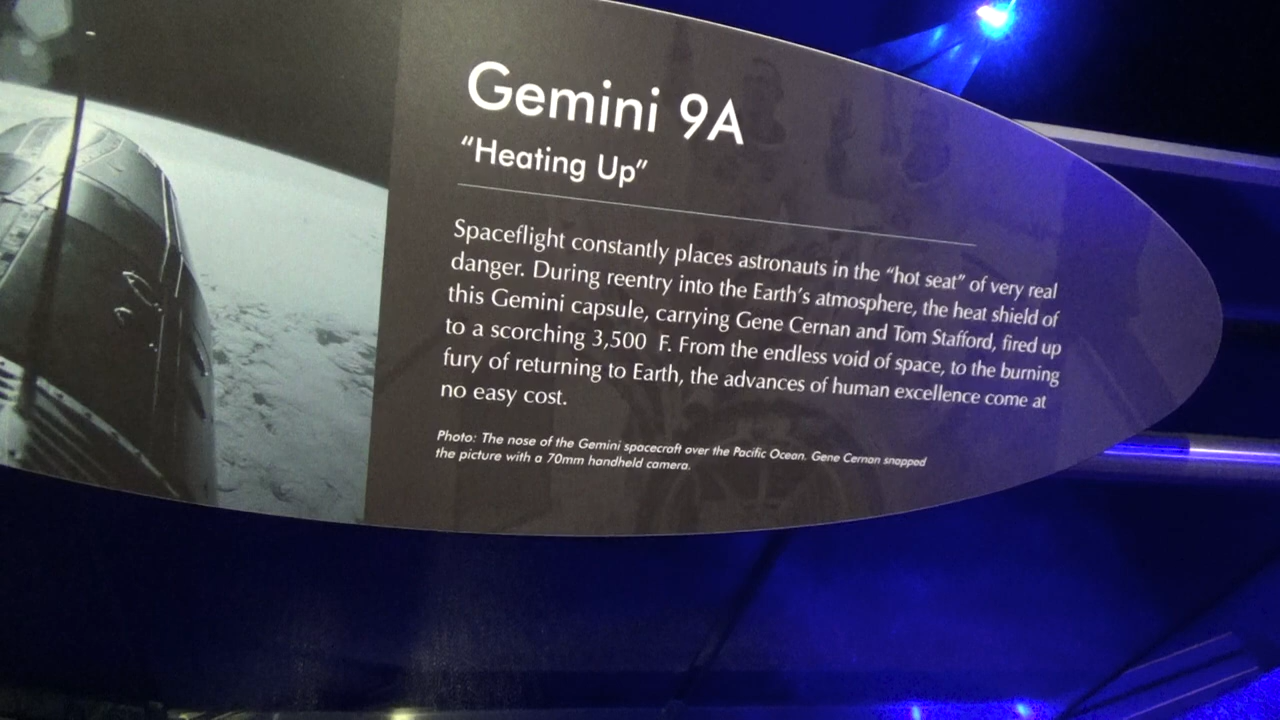 Gemini 9A
“Heating Up”
Spaceflight constantly places astronauts in the “hot seat” of very real
danger. During reentry into the Earth’s atmosphere, the heat shield of
this Gemini capsule, carrying Gene Cernan and Tom Stafford, fired up
to a scorching 3,500  F. From the endless void of space, to the burning
fury of returning to Earth, the advances of human excellence come at
no easy cost.
Photo: The nose of the Gemini spacecraft over the Pacific Ocean. Gene Cernan snapped
the picture with a 70mm handheld camera.